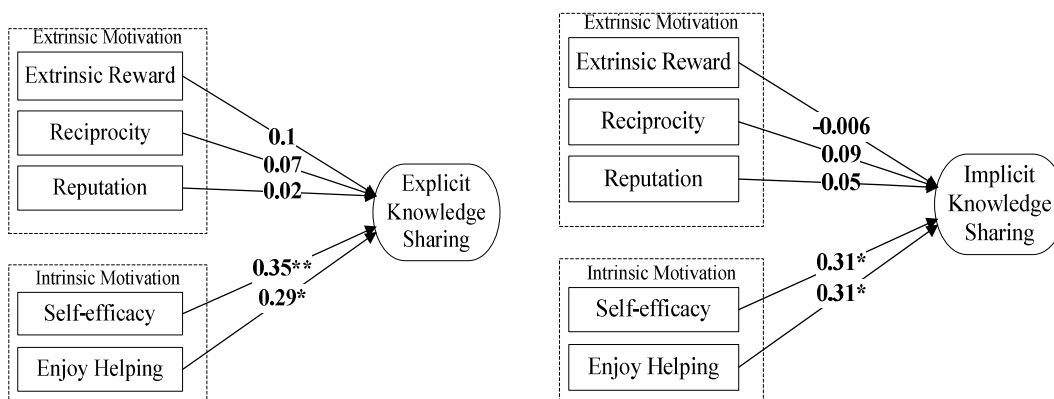 Extrinsic Motivation
Extrinsic Reward
Reciprocity
Reputation
0.1
0.07
0.02
Explicit
Knowledge
Sharing
Intrinsic Motivation
Self-efficacy
Enjoy Helping
0.35**
0.29*
Extrinsic Motivation
Extrinsic Reward
Reciprocity
Reputation
-0.006
0.09
0.05
Implicit
Knowledge
Sharing
Intrinsic Motivation
Self-efficacy
Enjoy Helping
0.31*
0.31*